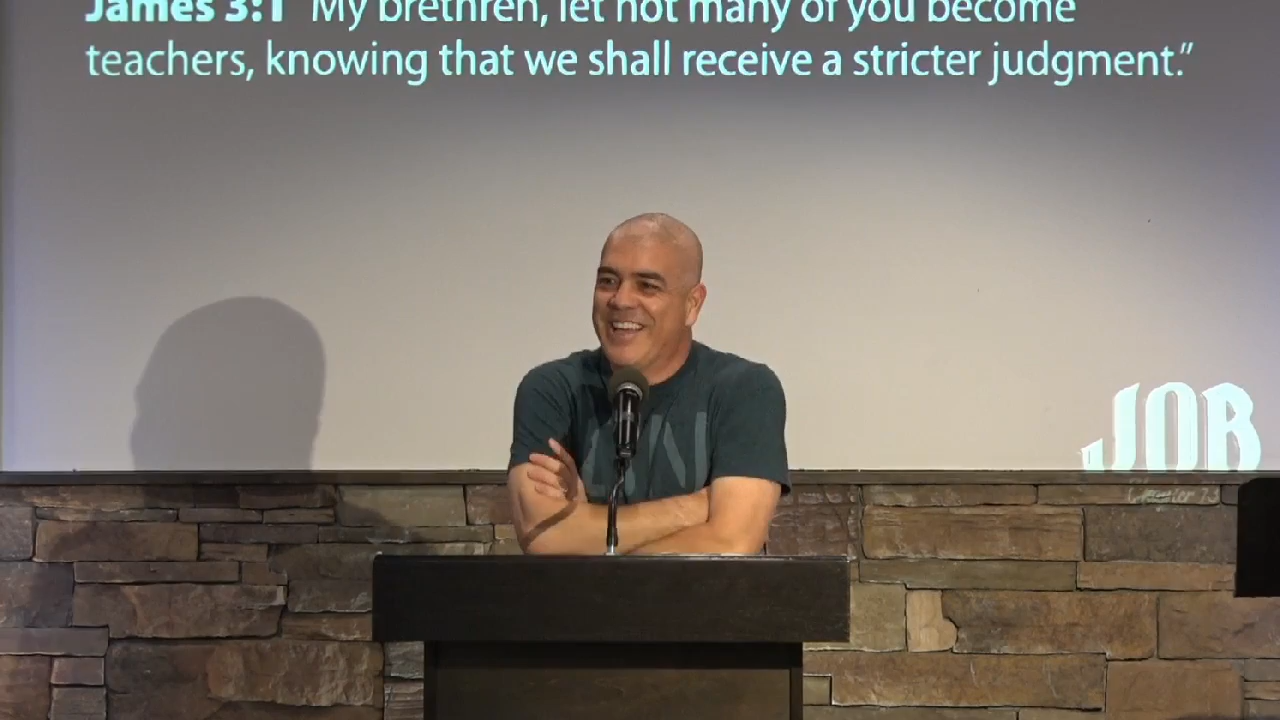 James 3:1 My brethren, let not many of you become
teachers, knowing that we shall receive a stricter judgment.”
JOB